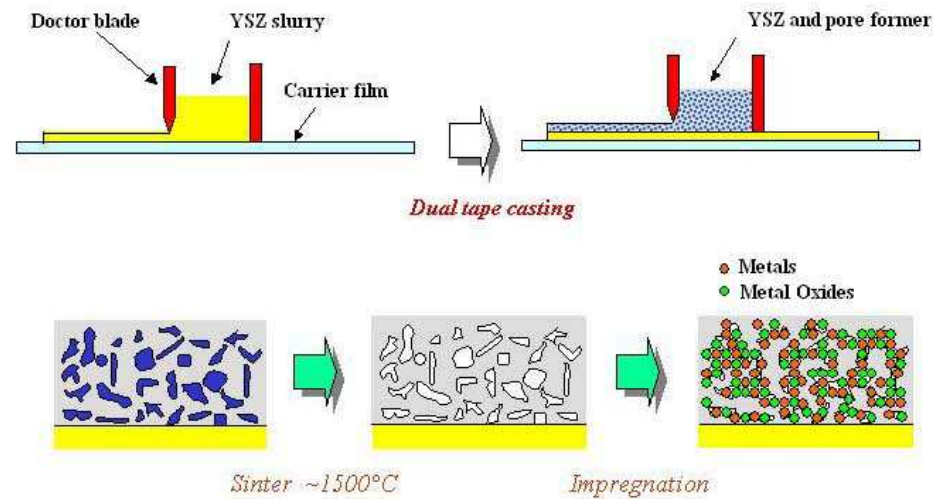 Doctor blade
YSZ slurry
Carrier film
YSZ and pore former
Dual tape casting
Metals
Metal Oxides
Sinter ~1500°C
Impregnation